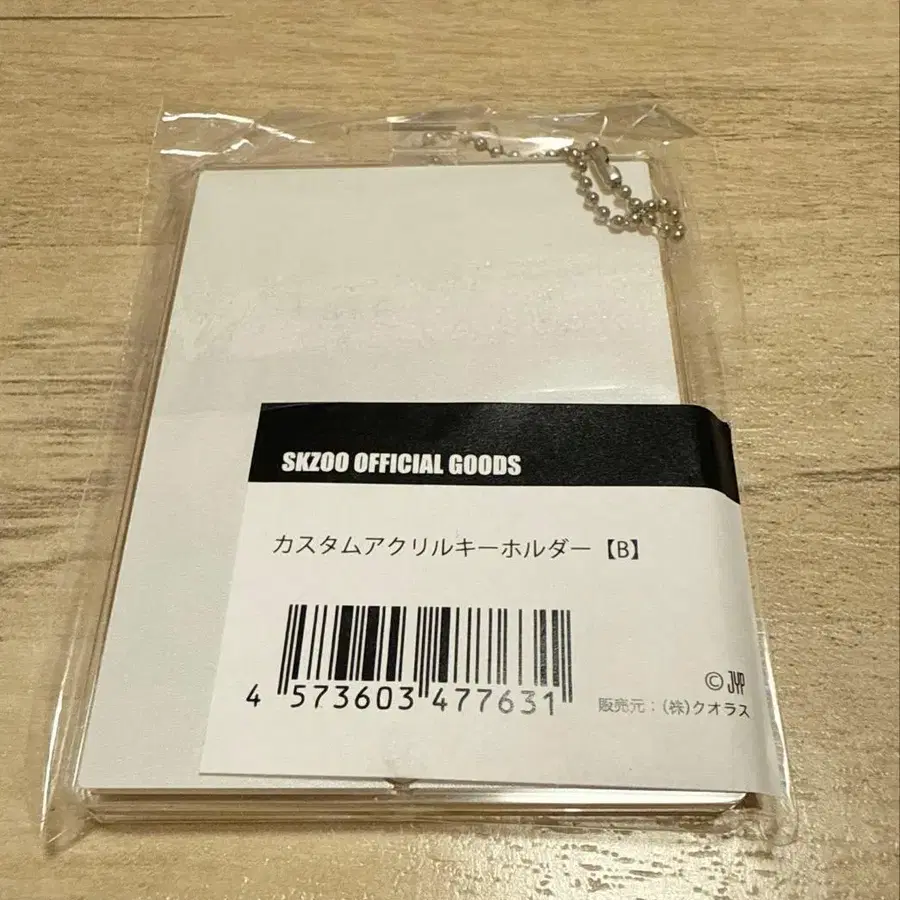 SKZOO OFFICIAL GOODS
カスタムアクリルキーホルダー【B】
4 573603 477631
© JYP
販売元：(株)クオラス